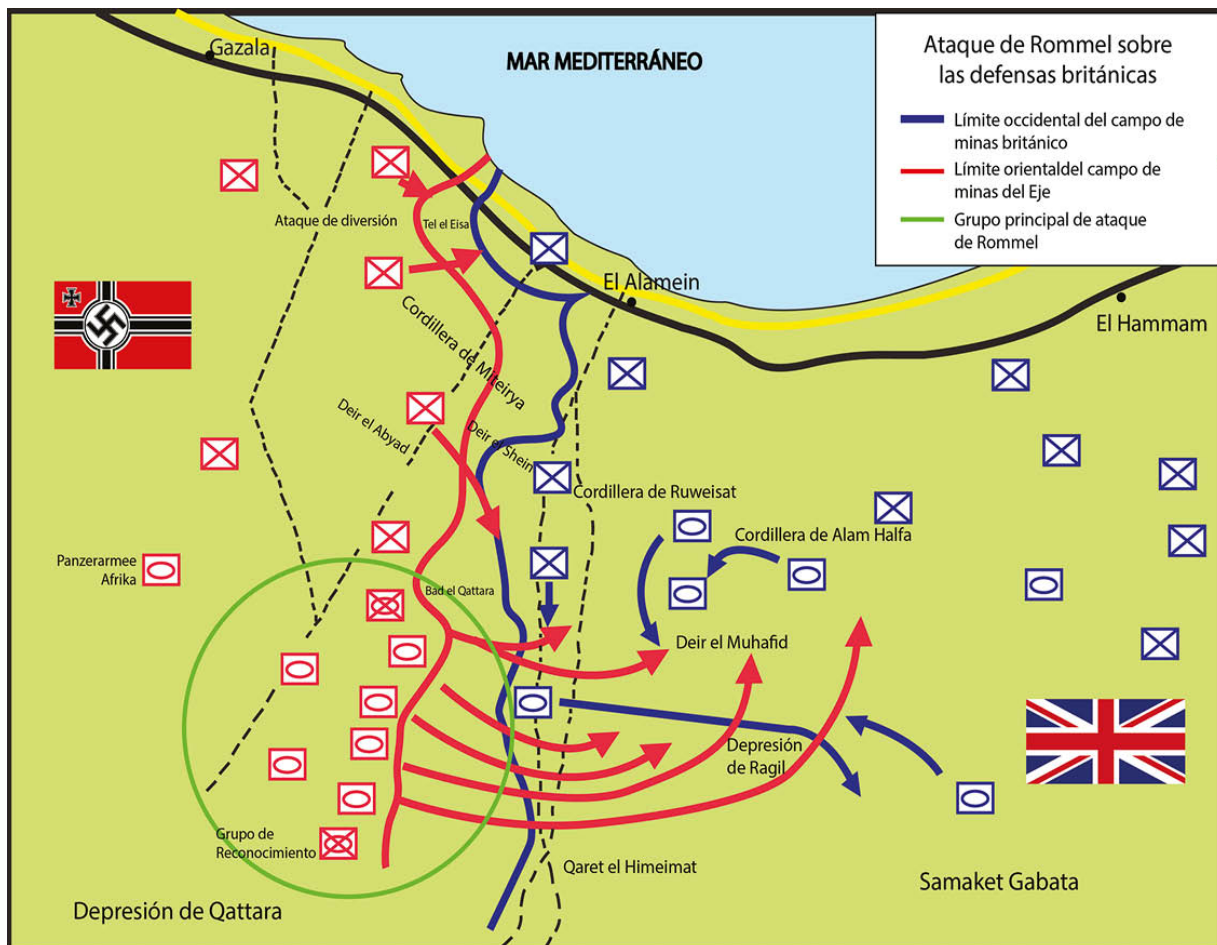 Gazala
MAR MEDITERRÁNEO
Ataque de Rommel sobre
las defensas británicas
Límite occidental del campo de
minas británico
Límite orientaldel campo de
minas del Eje
Grupo principal de ataque
de Rommel
Ataque de diversión
Tel el Eisa
El Alamein
El Hammam
Cordillera de Miteirya
Deir el Abyad
Deir el Shein
Cordillera de Ruweisat
Cordillera de Alam Halfa
Panzerarmee
Afrika
Bad el Qattara
Deir el Muhafid
Depresión
de Ragil
Grupo de
Reconocimiento
Qaret el Himeimat
Samaket Gabata
Depresión de Qattara